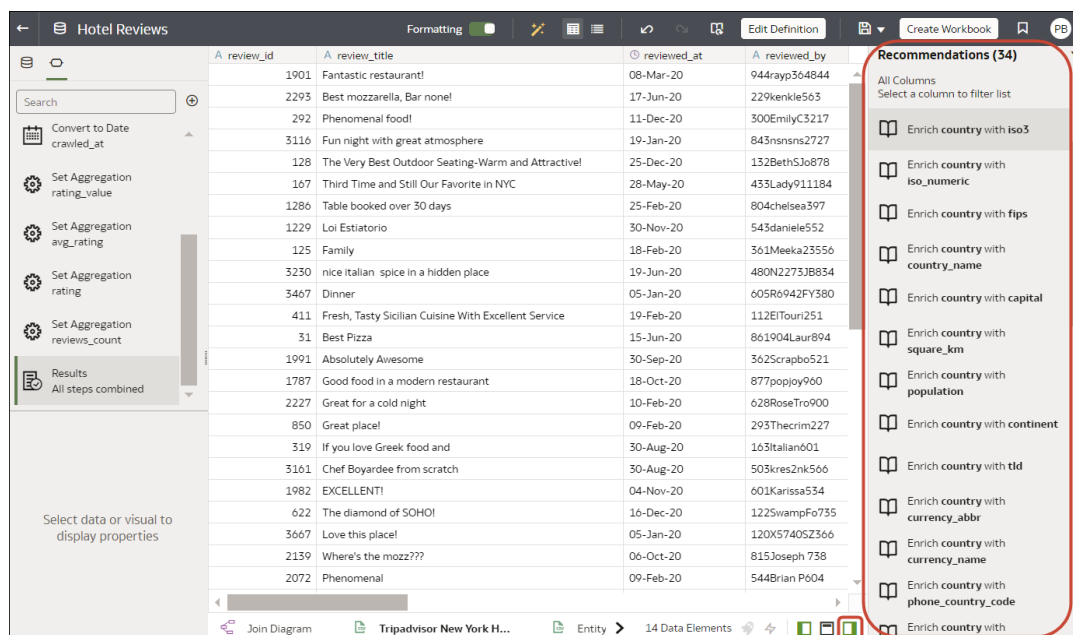 Hotel Reviews
Formatting
Edit Definition
Create Workbook
PB
Search
Convert to Date
crawled_at
Set Aggregation
rating_value
Set Aggregation
avg_rating
Set Aggregation
rating
Set Aggregation
reviews_count
Results
All steps combined
Select data or visual to
display properties
A review_id A review_title reviewed_at A reviewed_by
1901 Fantastic restaurant! 08-Mar-20 944rayp364844
2293 Best mozzarella, Bar none! 17-Jun-20 229kenkle563
292 Phenomenal food! 11-Dec-20 300EmilyC3217
3116 Fun night with great atmosphere 19-Jan-20 843nsnsns2727
128 The Very Best Outdoor Seating-Warm and Attractive! 25-Dec-20 132BethSJo878
167 Third Time and Still Our Favorite in NYC 28-May-20 433Lady911184
1286 Table booked over 30 days 25-Feb-20 804chelsea397
1229 Loi Estiatorio 30-Nov-20 543daniele552
125 Family 18-Feb-20 361Meeka23556
3230 nice italian spice in a hidden place 19-Jun-20 480N2273JB834
3467 Dinner 05-Jan-20 605R6942FY380
411 Fresh, Tasty Sicilian Cuisine With Excellent Service 19-Feb-20 112ElTouri251
31 Best Pizza 15-Jun-20 861904Laur894
1991 Absolutely Awesome 30-Sep-20 362Scrapbo521
1787 Good food in a modern restaurant 18-Oct-20 877popjoy960
2227 Great for a cold night 10-Feb-20 628RoseTro900
850 Great place! 09-Feb-20 293Thecrim227
319 If you love Greek food and 30-Aug-20 163Italian601
3161 Chef Boyardee from scratch 30-Aug-20 503kres2nk566
1982 EXCELLENT! 04-Nov-20 601Karissa534
622 The diamond of SOHO! 16-Dec-20 122SwampFo735
3667 Love this place! 05-Jan-20 120X5740SZ366
2139 Where's the mozz??? 06-Oct-20 815Joseph 738
2072 Phenomenal 09-Feb-20 544Brian P604
Join Diagram Tripadvisor New York H... Entity 14 Data Elements
Recommendations (34)
All Columns
Select a column to filter list
Enrich country with iso3
Enrich country with
iso_numeric
Enrich country with fips
Enrich country with
country_name
Enrich country with capital
Enrich country with
square_km
Enrich country with
population
Enrich country with continent
Enrich country with tld
Enrich country with
currency_abbr
Enrich country with
currency_name
Enrich country with
phone_country_code
Enrich country with